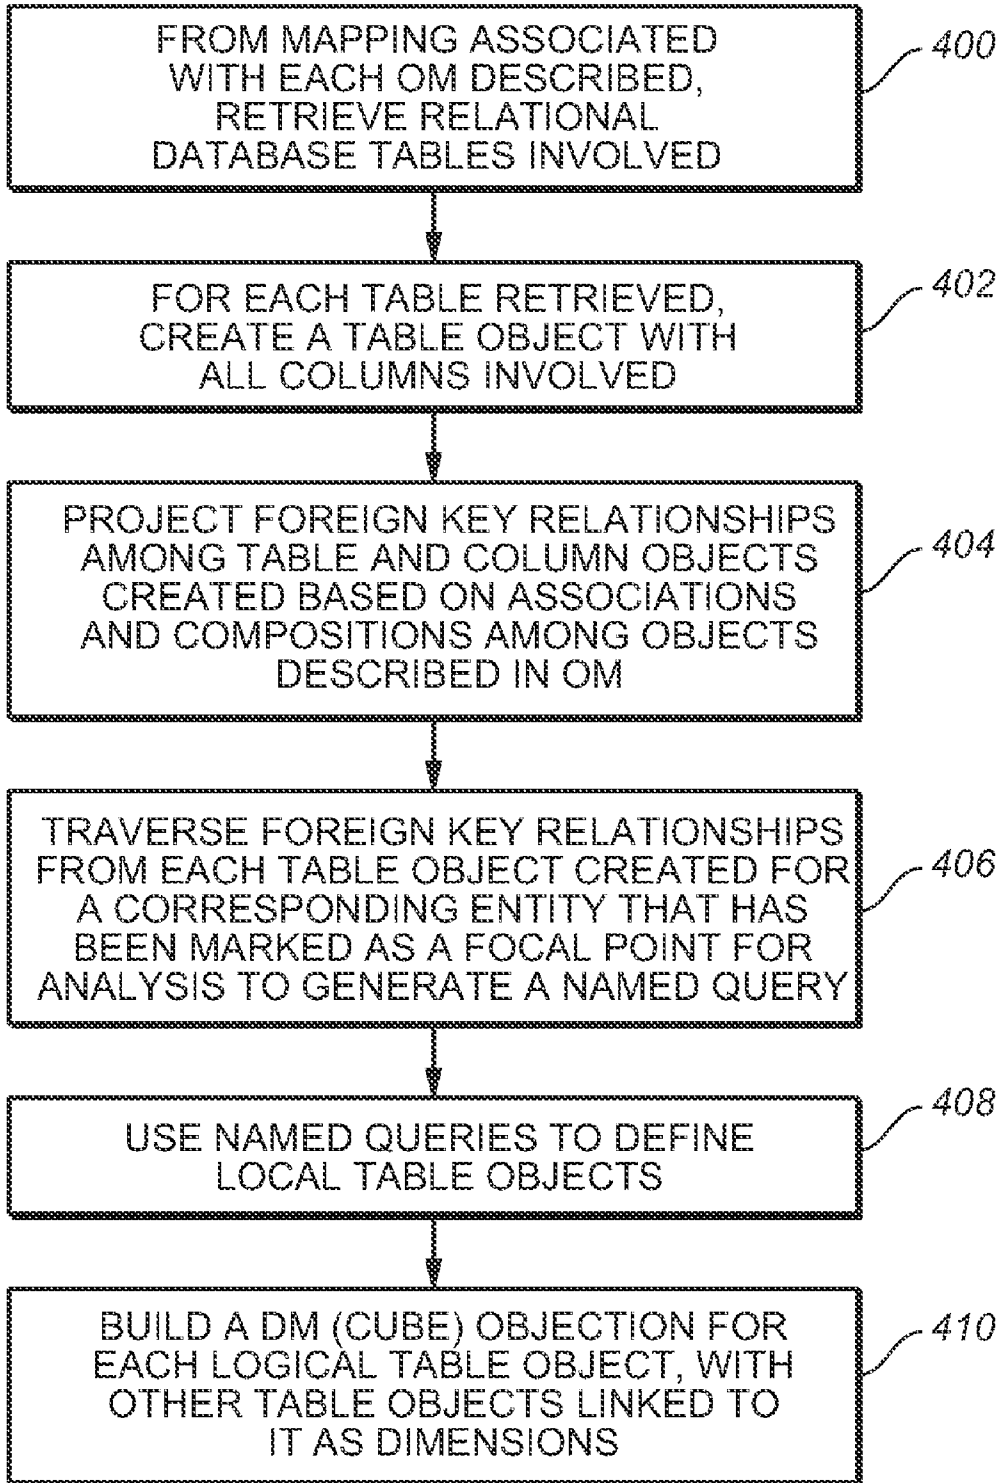 FROM MAPPING ASSOCIATED
WITH EACH OM DESCRIBED,
RETRIEVE RELATIONAL
DATABASE TABLES INVOLVED
400
FOR EACH TABLE RETRIEVED,
CREATE A TABLE OBJECT WITH
ALL COLUMNS INVOLVED
402
PROJECT FOREIGN KEY RELATIONSHIPS
AMONG TABLE AND COLUMN OBJECTS
CREATED BASED ON ASSOCIATIONS
AND COMPOSITIONS AMONG OBJECTS
DESCRIBED IN OM
404
TRAVERSE FOREIGN KEY RELATIONSHIPS
FROM EACH TABLE OBJECT CREATED FOR
A CORRESPONDING ENTITY THAT HAS
BEEN MARKED AS A FOCAL POINT FOR
ANALYSIS TO GENERATE A NAMED QUERY
406
USE NAMED QUERIES TO DEFINE
LOCAL TABLE OBJECTS
408
BUILD A DM (CUBE) OBJECTION FOR
EACH LOGICAL TABLE OBJECT, WITH
OTHER TABLE OBJECTS LINKED TO
IT AS DIMENSIONS
410